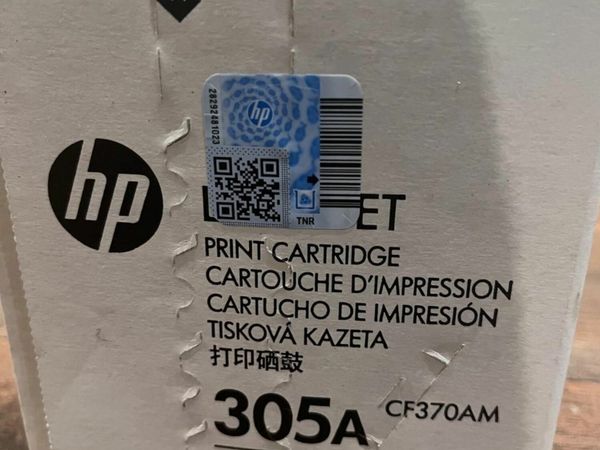 28292481023
hp
TNR
hp
ET
PRINT CARTRIDGE
CARTOUCHE D'IMPRESSION
CARTUCHO DE IMPRESIÓN
TISKOVÁ KAZETA
打印硒鼓
305A CF370AM